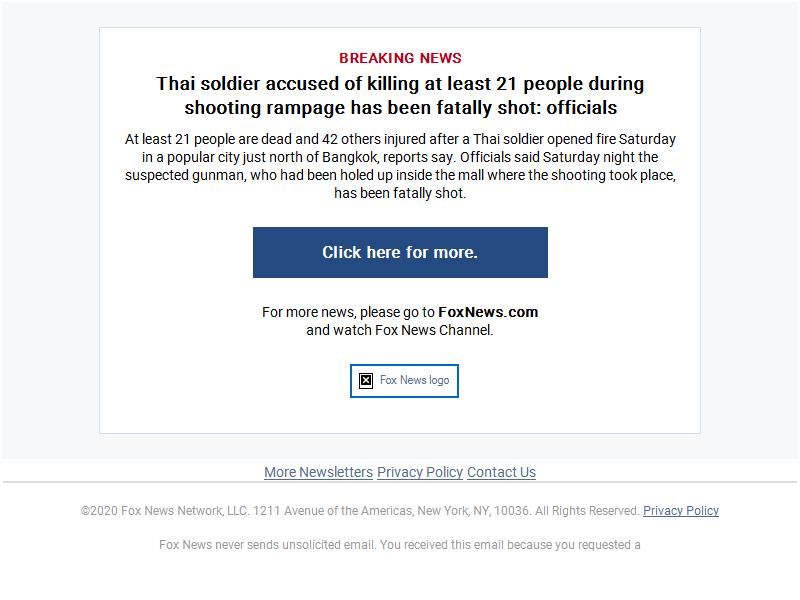 BREAKING NEWS
Thai soldier accused of killing at least 21 people during
shooting rampage has been fatally shot: officials
At least 21 people are dead and 42 others injured after a Thai soldier opened fire Saturday
in a popular city just north of Bangkok, reports say. Officials said Saturday night the
suspected gunman, who had been holed up inside the mall where the shooting took place,
has been fatally shot.
Click here for more.
For more news, please go to FoxNews.com
and watch Fox News Channel.
Fox News logo
More Newsletters Privacy Policy Contact Us
©2020 Fox News Network, LLC. 1211 Avenue of the Americas, New York, NY, 10036. All Rights Reserved. Privacy Policy
Fox News never sends unsolicited email. You received this email because you requested a